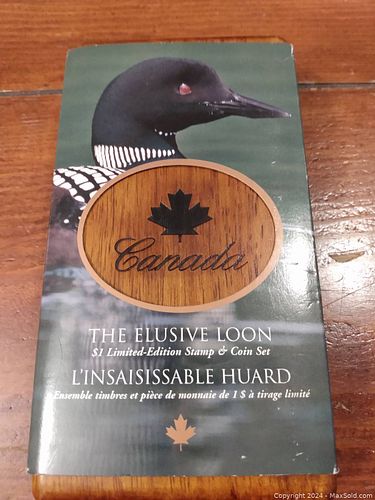 Canada
THE ELUSIVE LOON
$1 Limited-Edition Stamp & Coin Set
L'INSAISISSABLE HUARD
Ensemble timbres et pièce de monnaie de 1 $ à tirage limité
Copyright 2024 - MaxSold.com